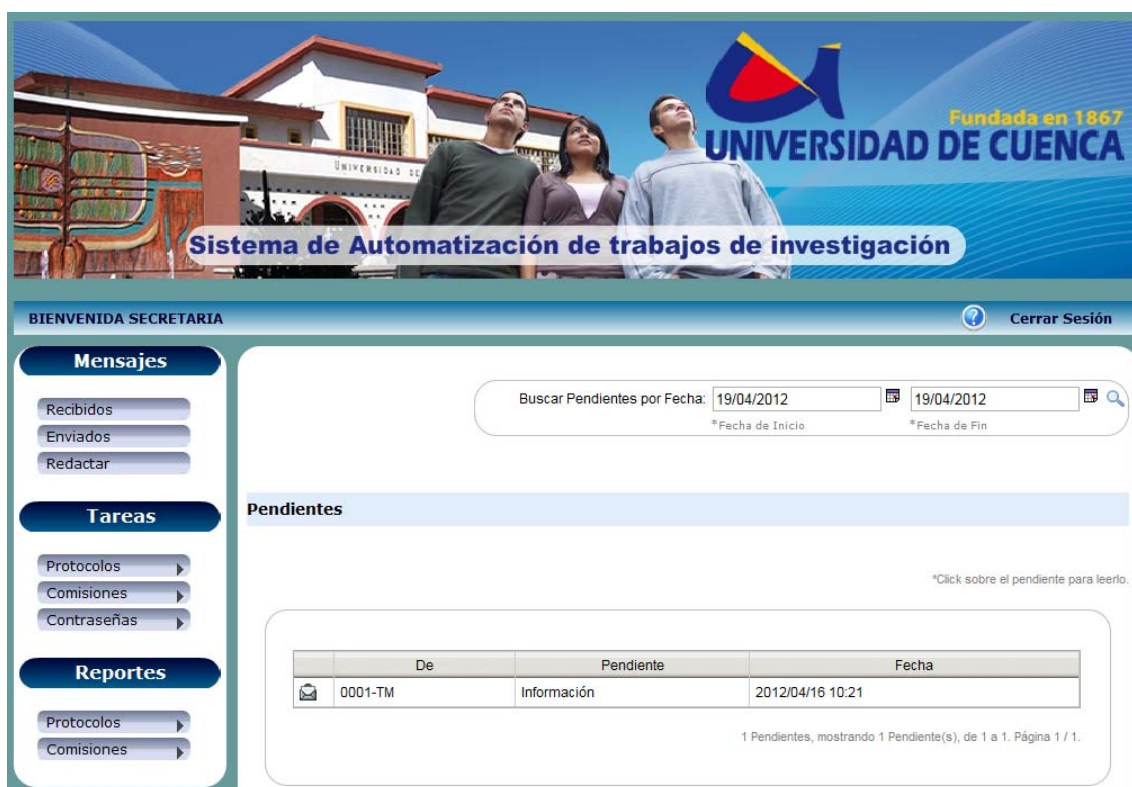 Fundada en 1867
UNIVERSIDAD DE CUENCA
UNIVERSIDAD DE
Sistema de Automatización de trabajos de investigación
BIENVENIDA SECRETARIA
? Cerrar Sesión
Mensajes
Recibidos
Enviados
Redactar
Tareas
Protocolos
Comisiones
Contraseñas
Reportes
Protocolos
Comisiones
Buscar Pendientes por Fecha: 19/04/2012 19/04/2012
*Fecha de Inicio *Fecha de Fin
Pendientes
*Click sobre el pendiente para leerlo.
De Pendiente Fecha
0001-TM Información 2012/04/16 10:21
1 Pendientes, mostrando 1 Pendiente(s), de 1 a 1. Página 1 / 1.